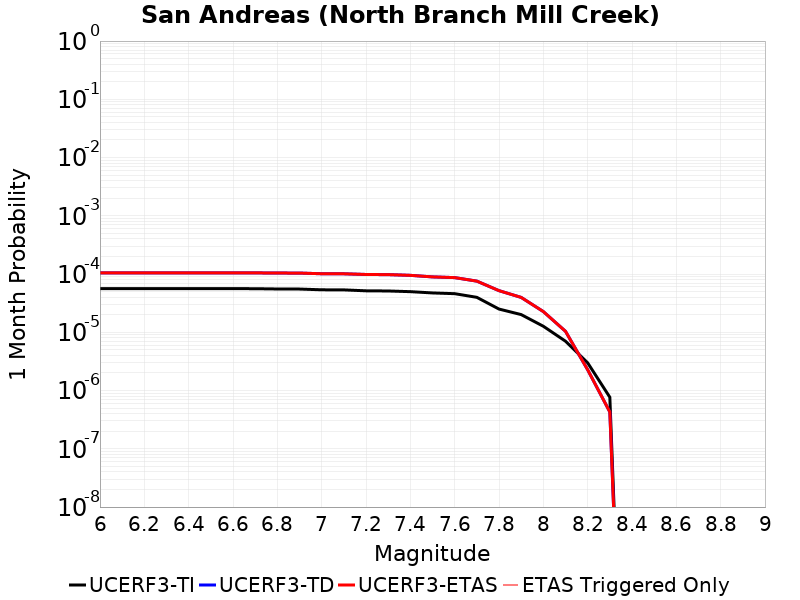 San Andreas (North Branch Mill Creek)
10^0
10^-1
10^-2
10^-3
10^-4
10^-5
10^-6
10^-7
10^-8
1 Month Probability
6 6.2 6.4 6.6 6.8 7 7.2 7.4 7.6 7.8 8 8.2 8.4 8.6 8.8 9
Magnitude
UCERF3-TI UCERF3-TD UCERF3-ETAS ETAS Triggered Only